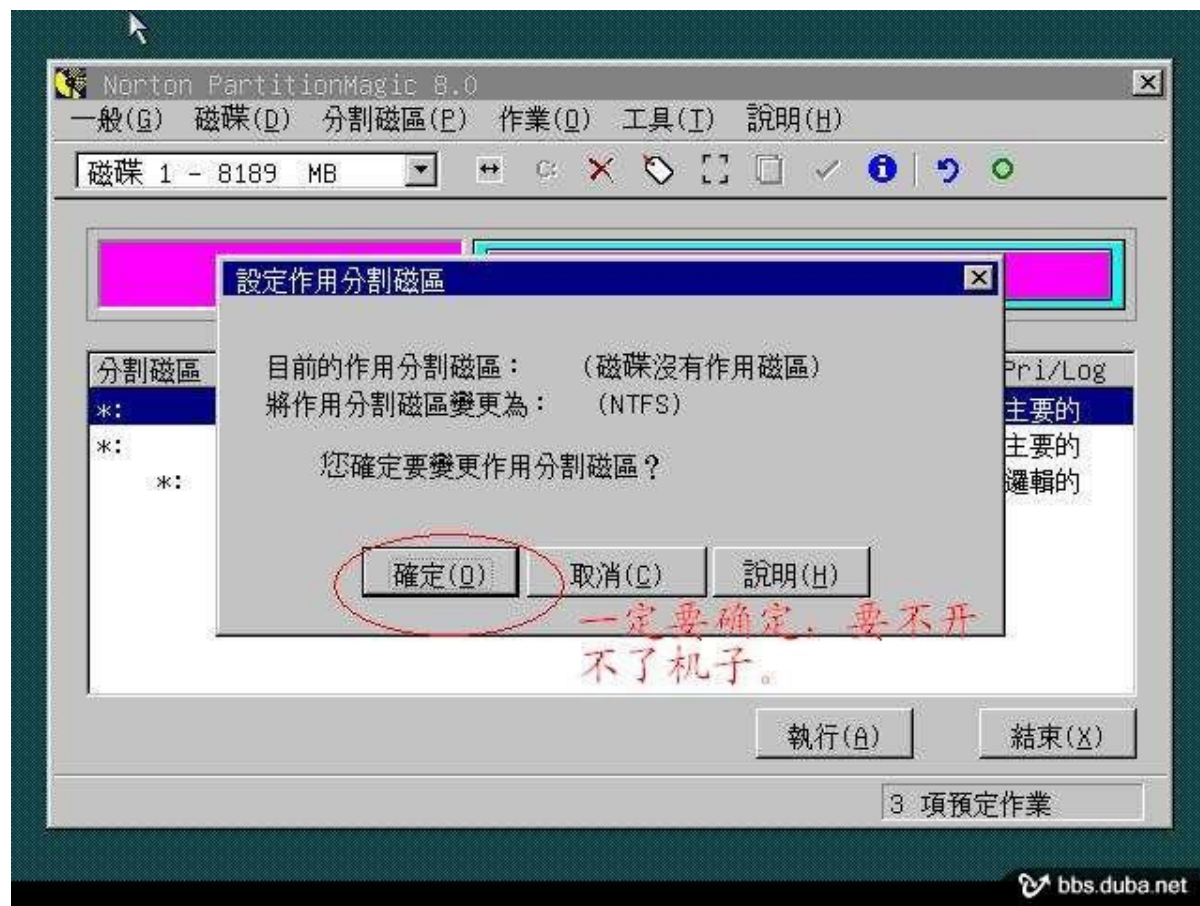 Norton PartitionMagic 8.0
一般(G) 磁碟(D) 分割磁區(P) 作業(O) 工具(T) 說明(H)
磁碟 1 - 8189 MB
設定作用分割磁區
目前的作用分割磁區： (磁碟沒有作用磁區)
將作用分割磁區變更為： (NTFS)
您確定要變更作用分割磁區？
確定(O) 取消(C) 說明(H)
一定要确定．要不开
不了机子。
分割磁區 Pri/Log
*: 主要的
*: 主要的
*: 邏輯的
執行(A) 結束(X)
3 項預定作業
bbs.duba.net